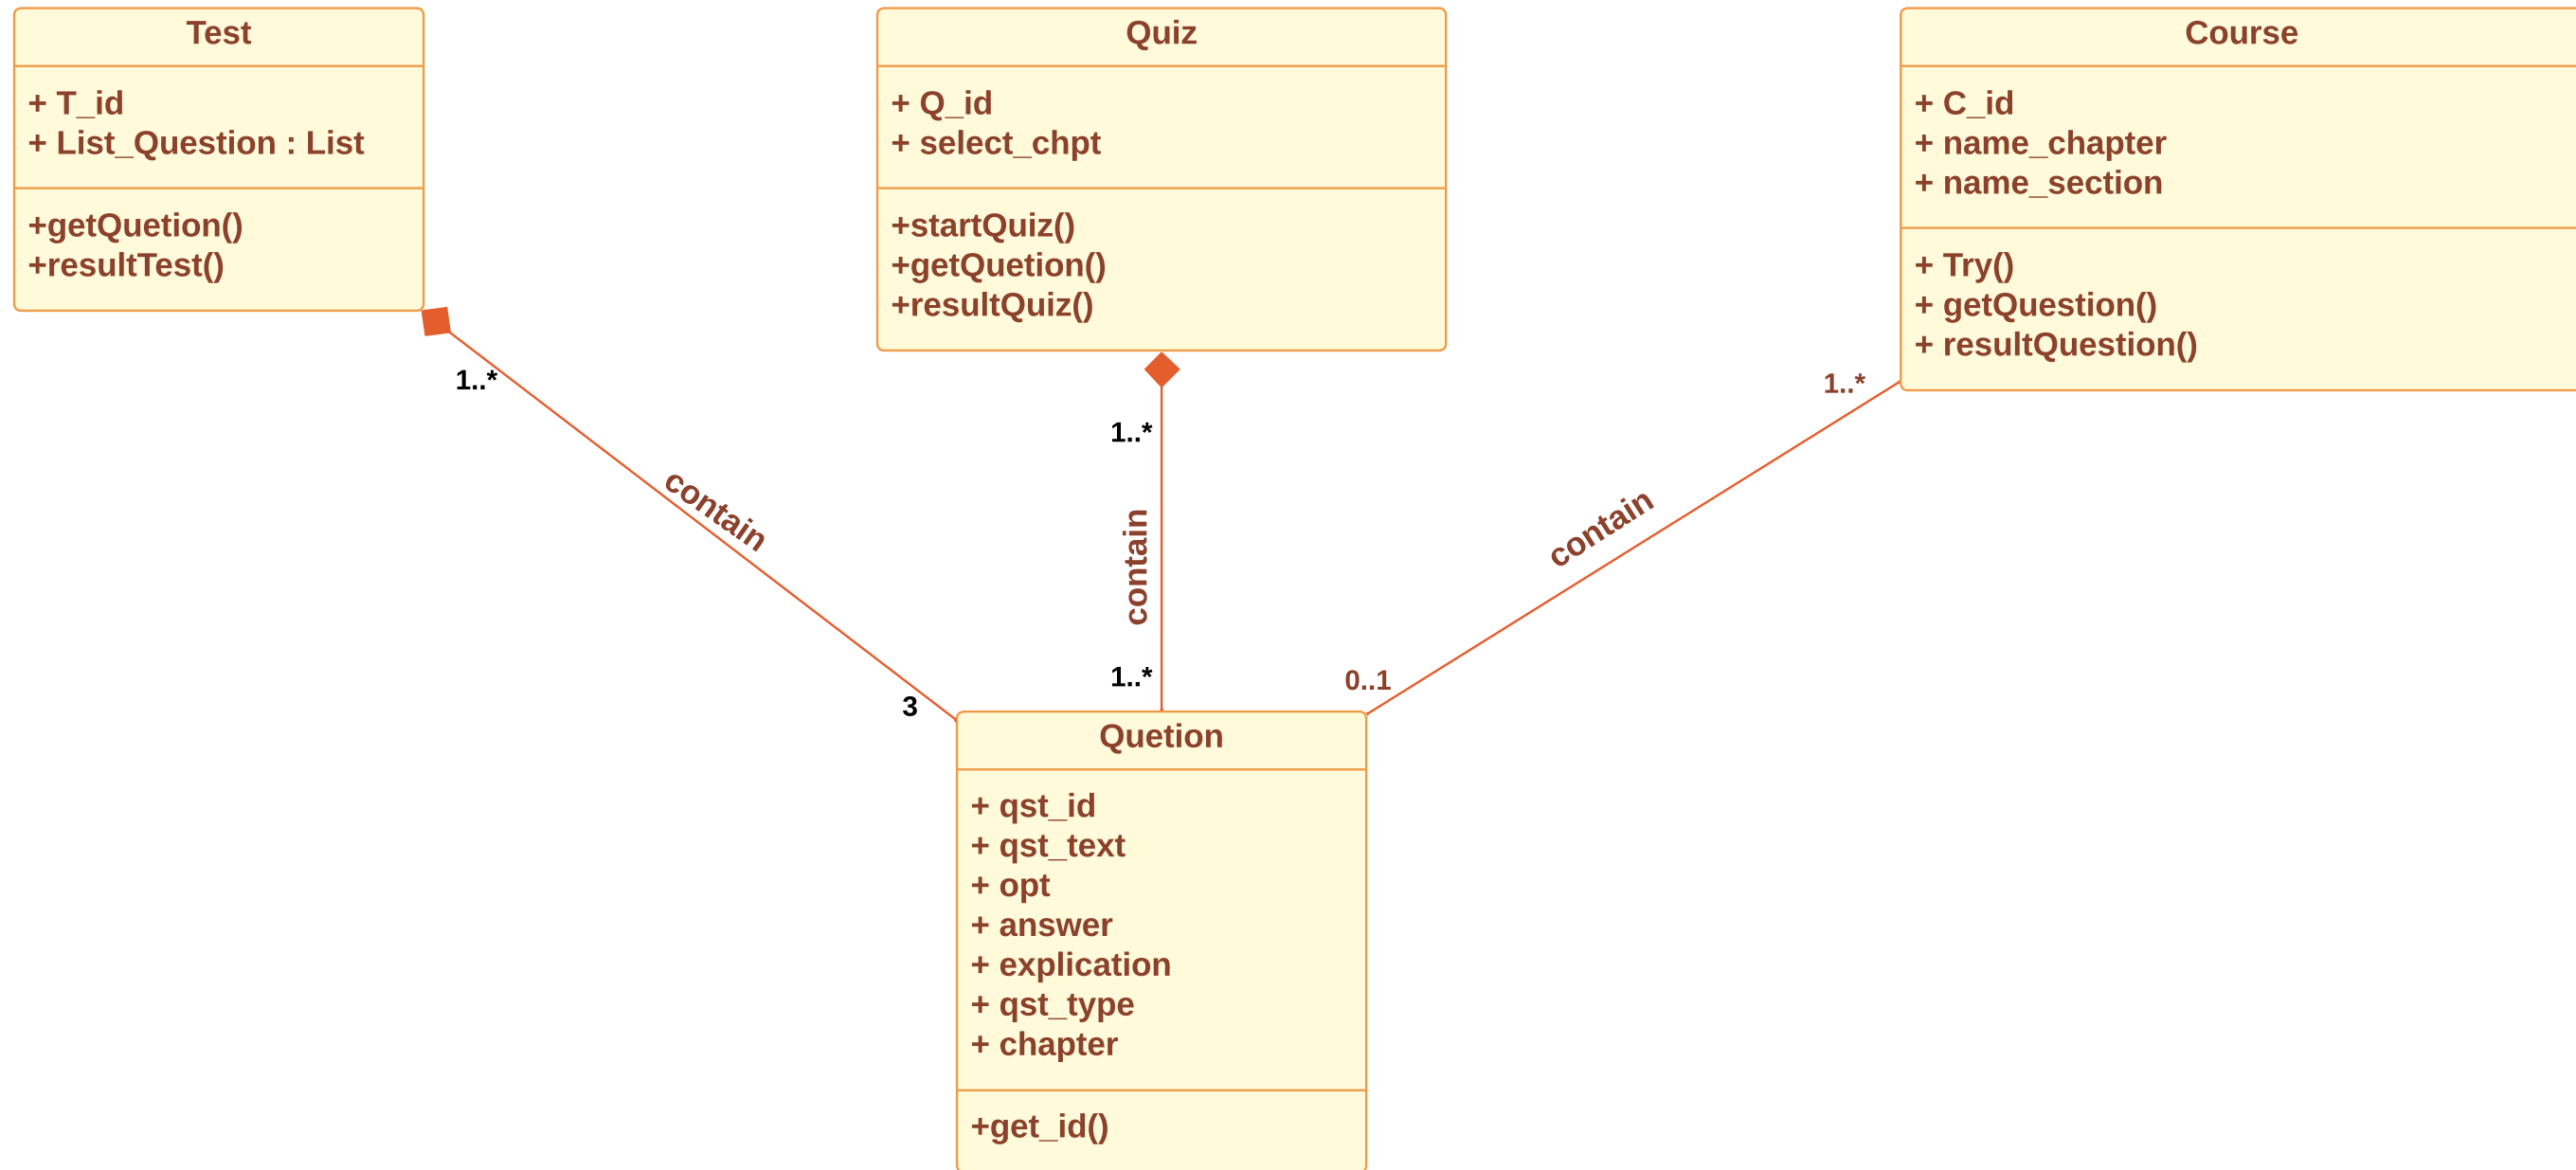 Test
+ T_id
+ List_Question : List
+getQuetion()
+resultTest()
Quiz
+ Q_id
+ select_chpt
+startQuiz()
+getQuetion()
+resultQuiz()
Course
+ C_id
+ name_chapter
+ name_section
+ Try()
+ getQuestion()
+ resultQuestion()
1..*
contain
3
1..*
contain
1..*
1..*
contain
0..1
Quetion
+ qst_id
+ qst_text
+ opt
+ answer
+ explication
+ qst_type
+ chapter
+get_id()